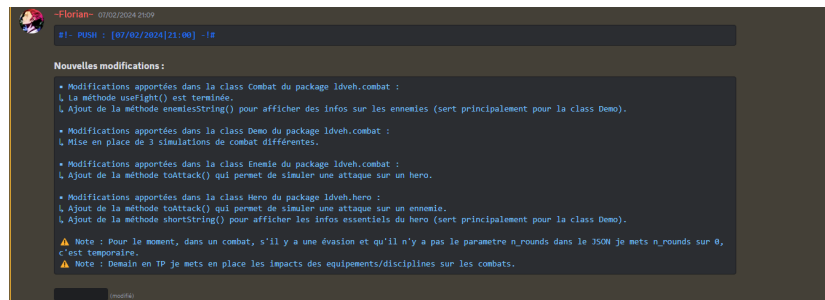 ~Florian~ 07/02/2024 21:09
#!- PUSH : [07/02/2024|21:00] -!#
Nouvelles modifications :
• Modifications apportées dans la class Combat du package ldveh.combat :
↳ La méthode useFight() est terminée.
↳ Ajout de la méthode enemiesString() pour afficher des infos sur les ennemies (sert principalement pour la class Demo).
• Modifications apportées dans la class Demo du package ldveh.combat :
↳ Mise en place de 3 simulations de combat différentes.
• Modifications apportées dans la class Enemie du package ldveh.combat :
↳ Ajout de la méthode toAttack() qui permet de simuler une attaque sur un hero.
• Modifications apportées dans la class Hero du package ldveh.hero :
↳ Ajout de la méthode toAttack() qui permet de simuler une attaque sur un ennemie.
↳ Ajout de la méthode shortString() pour afficher les infos essentiels du hero (sert principalement pour la class Demo).
⚠ Note : Pour le moment, dans un combat, s'il y a une évasion et qu'il n'y a pas le parametre n_rounds dans le JSON je mets n_rounds sur 0,
c'est temporaire.
⚠ Note : Demain en TP je mets en place les impacts des equipements/disciplines sur les combats.
(modifié)